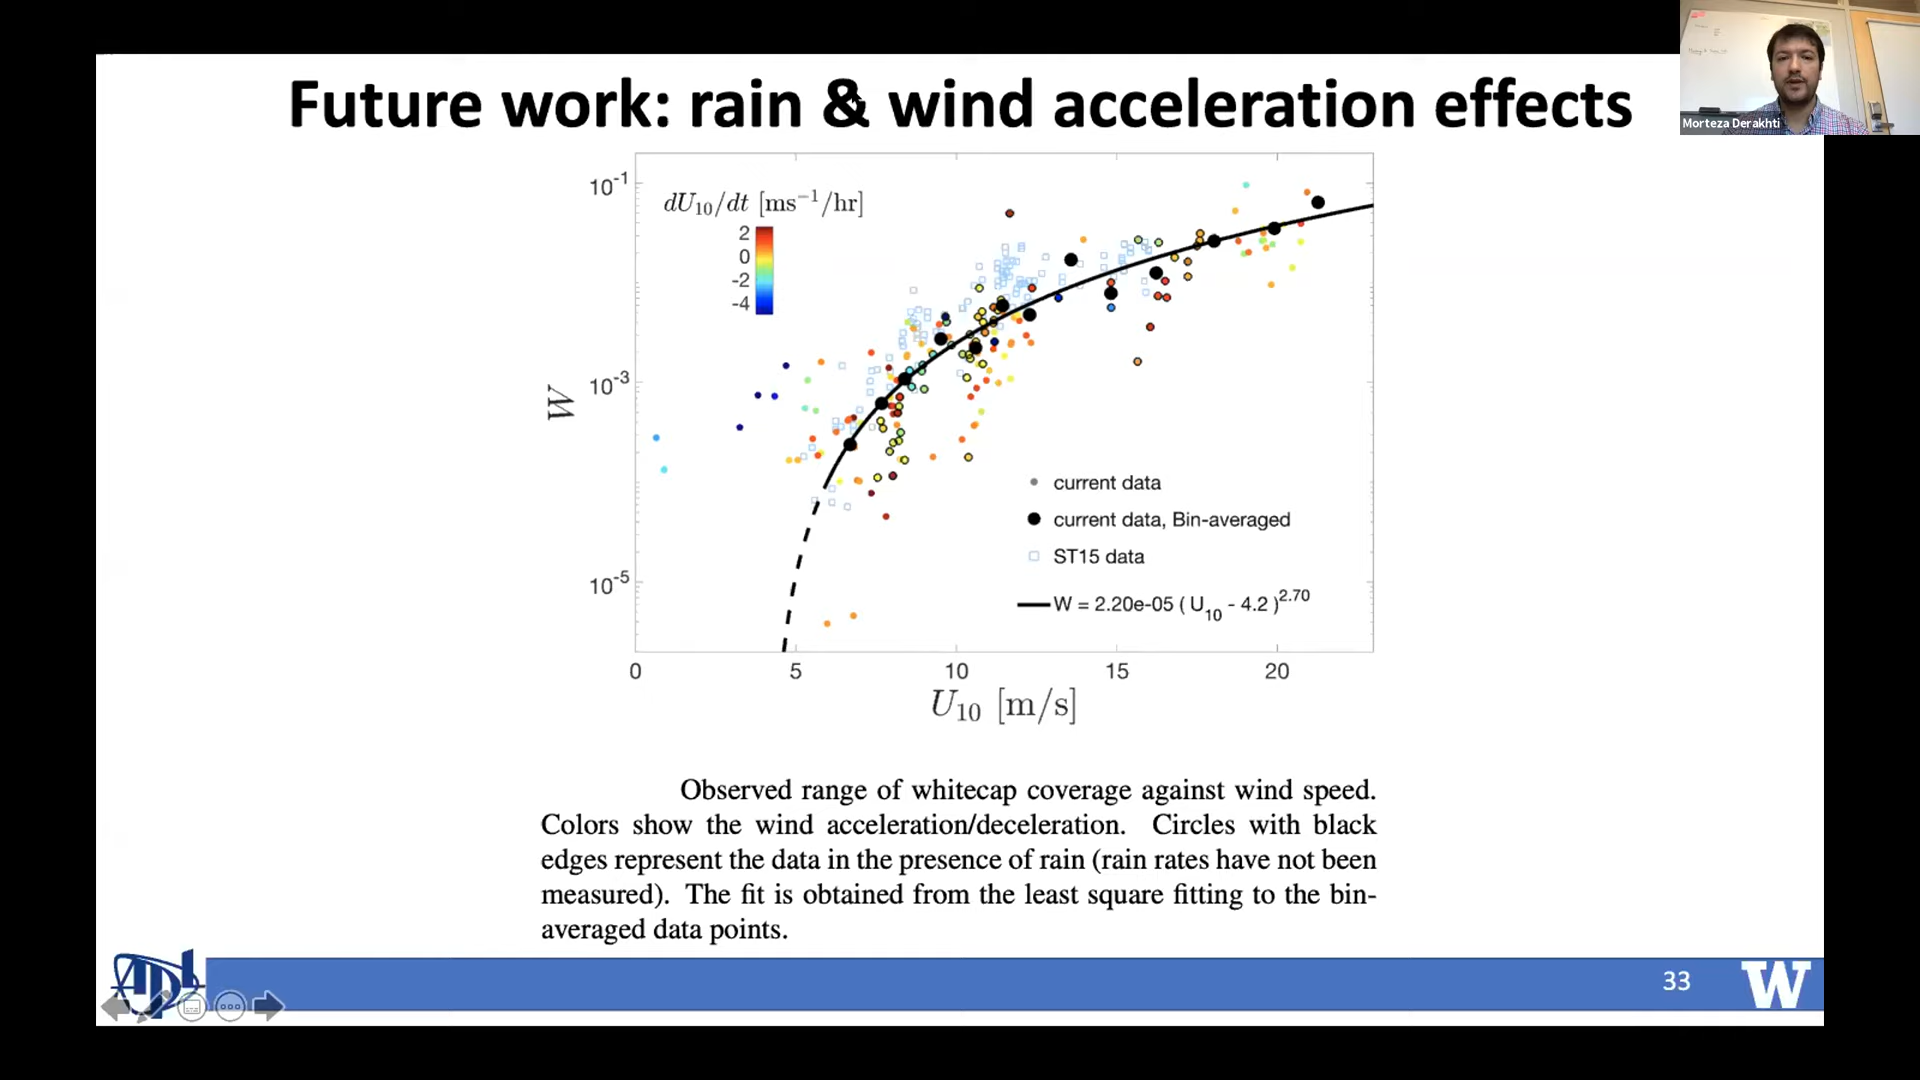 Future work: rain & wind acceleration effects
Morteza Derakhti
dU10/dt [ms−1/hr]
2
0
-2
-4
10-1
10-3
10-5
W
current data
current data, Bin-averaged
ST15 data
W = 2.20e-05 ( U10 - 4.2 )2.70
0 5 10 15 20
U10 [m/s]
Observed range of whitecap coverage against wind speed.
Colors show the wind acceleration/deceleration. Circles with black
edges represent the data in the presence of rain (rain rates have not been
measured). The fit is obtained from the least square fitting to the bin-
averaged data points.
APL
33
W